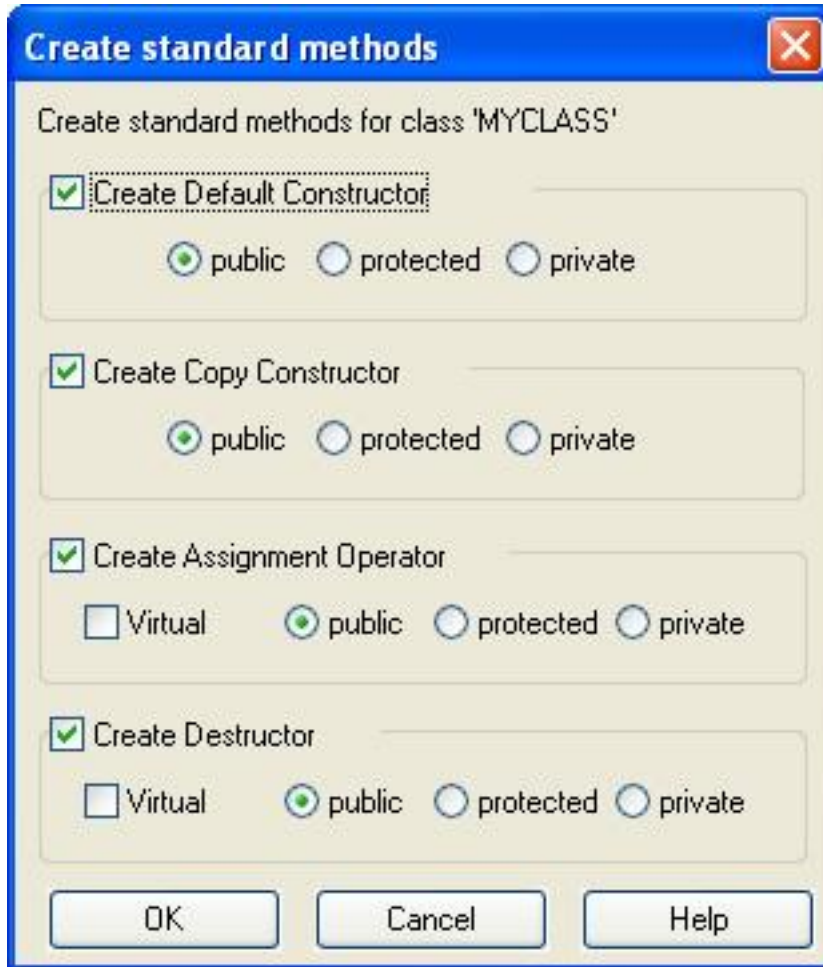 Create standard methods
Create standard methods for class 'MYCLASS'
Create Default Constructor
public protected private
Create Copy Constructor
public protected private
Create Assignment Operator
Virtual public protected private
Create Destructor
Virtual public protected private
OK Cancel Help